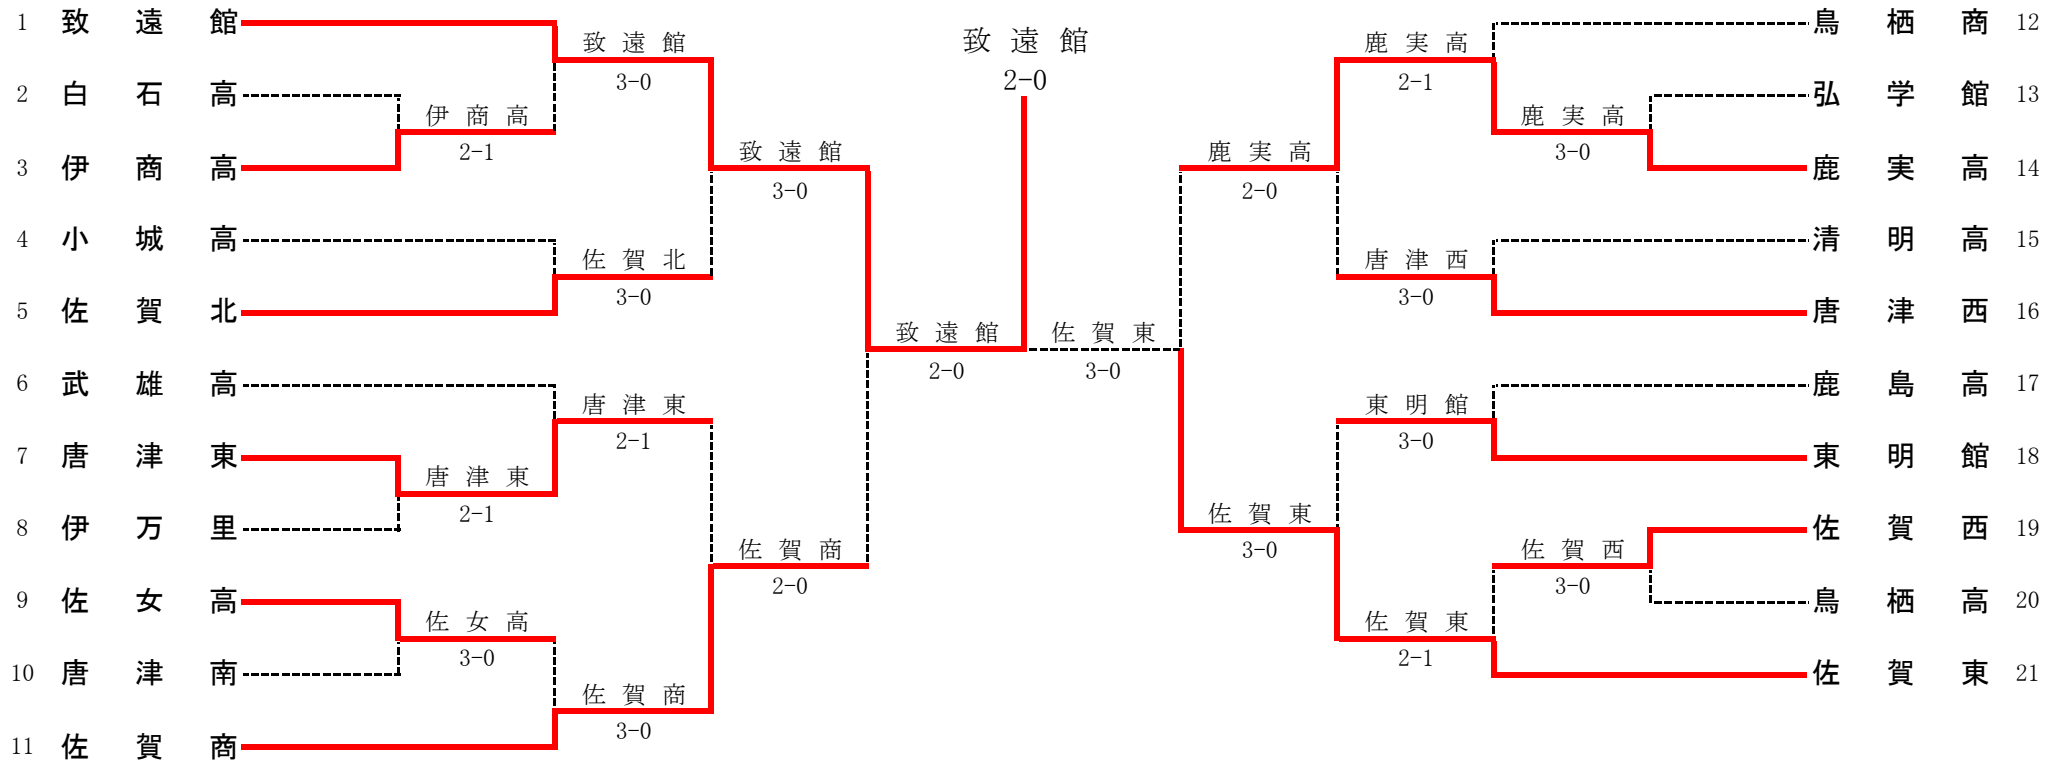 1 致遠館
2 白石高
3 伊商高
4 小城高
5 佐賀北
6 武雄高
7 唐津東
8 伊万里
9 佐女高
10 唐津南
11 佐賀商
伊商高
2-1
唐津東
2-1
佐女高
3-0
致遠館
3-0
佐賀北
3-0
唐津東
2-1
佐賀商
3-0
致遠館
3-0
佐賀商
2-0
致遠館
2-0
致遠館
2-0
佐賀東
3-0
鹿実高
2-0
佐賀東
3-0
鹿実高
2-1
唐津西
3-0
東明館
3-0
佐賀東
2-1
鹿実高
3-0
佐賀西
3-0
鳥栖商 12
弘学館 13
鹿実高 14
清明高 15
唐津西 16
鹿島高 17
東明館 18
佐賀西 19
鳥栖高 20
佐賀東 21